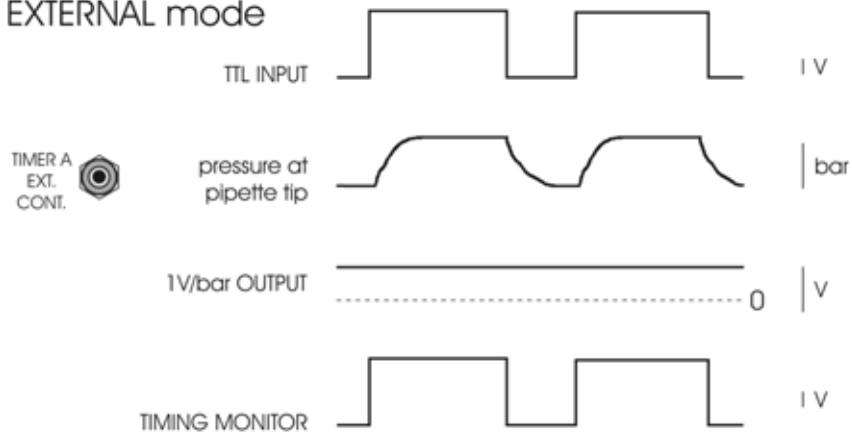 EXTERNAL mode
TTL INPUT
I V
TIMER A
EXT.
CONT.
pressure at
pipette tip
bar
1V/bar OUTPUT
0
V
TIMING MONITOR
I V